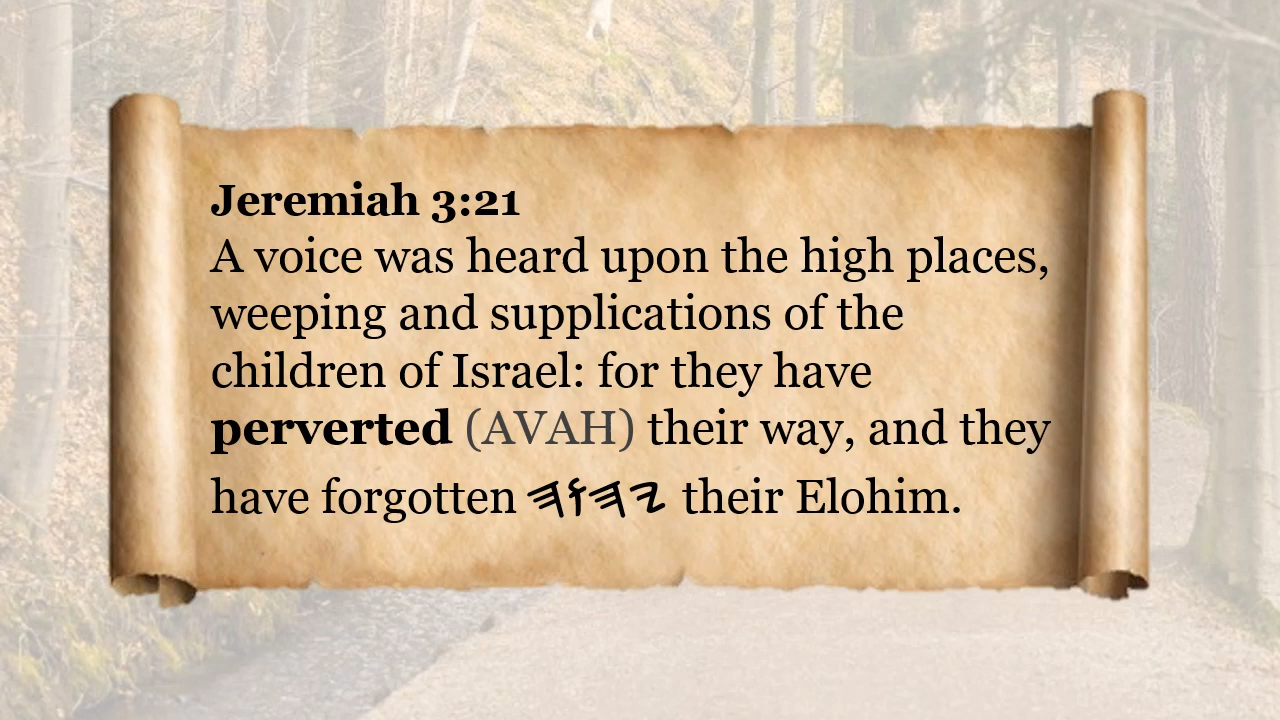 Jeremiah 3:21
A voice was heard upon the high places,
weeping and supplications of the
children of Israel: for they have
perverted (AVAH) their way, and they
have forgotten 𐤉𐤄𐤅𐤄 their Elohim.